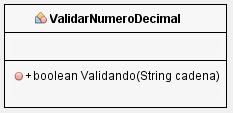 ValidarNumeroDecimal
+boolean Validando(String cadena)